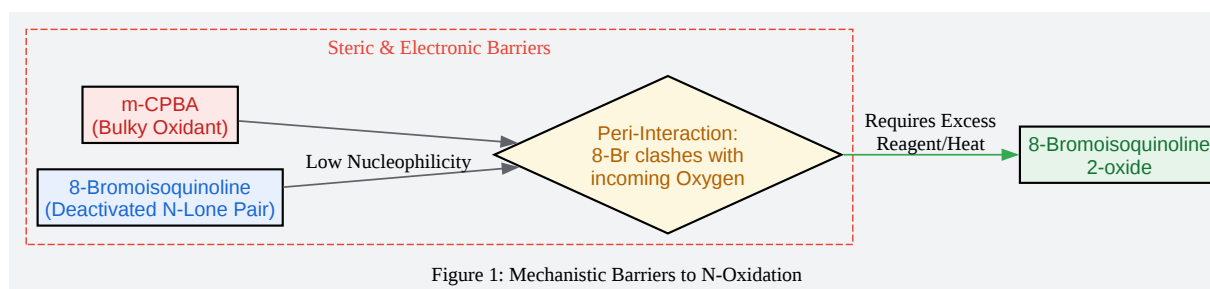 Steric & Electronic Barriers
m-CPBA
(Bulky Oxidant)
8-Bromoisoquinoline
(Deactivated N-Lone Pair)
Low Nucleophilicity
Peri-Interaction:
8-Br clashes with
incoming Oxygen
Requires Excess
Reagent/Heat
8-Bromoisoquinoline
2-oxide
Figure 1: Mechanistic Barriers to N-Oxidation